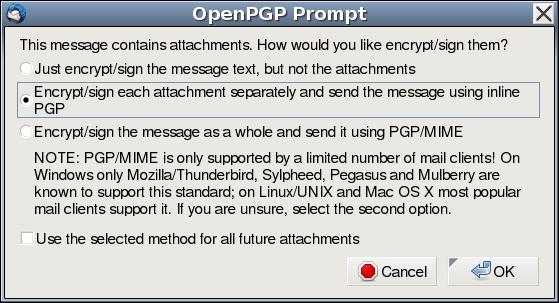 OpenPGP Prompt
This message contains attachments. How would you like encrypt/sign them?
Just encrypt/sign the message text, but not the attachments
Encrypt/sign each attachment separately and send the message using inline
PGP
Encrypt/sign the message as a whole and send it using PGP/MIME
NOTE: PGP/MIME is only supported by a limited number of mail clients! On
Windows only Mozilla/Thunderbird, Sylpheed, Pegasus and Mulberry are
known to support this standard; on Linux/UNIX and Mac OS X most popular
mail clients support it. If you are unsure, select the second option.
Use the selected method for all future attachments
Cancel
OK